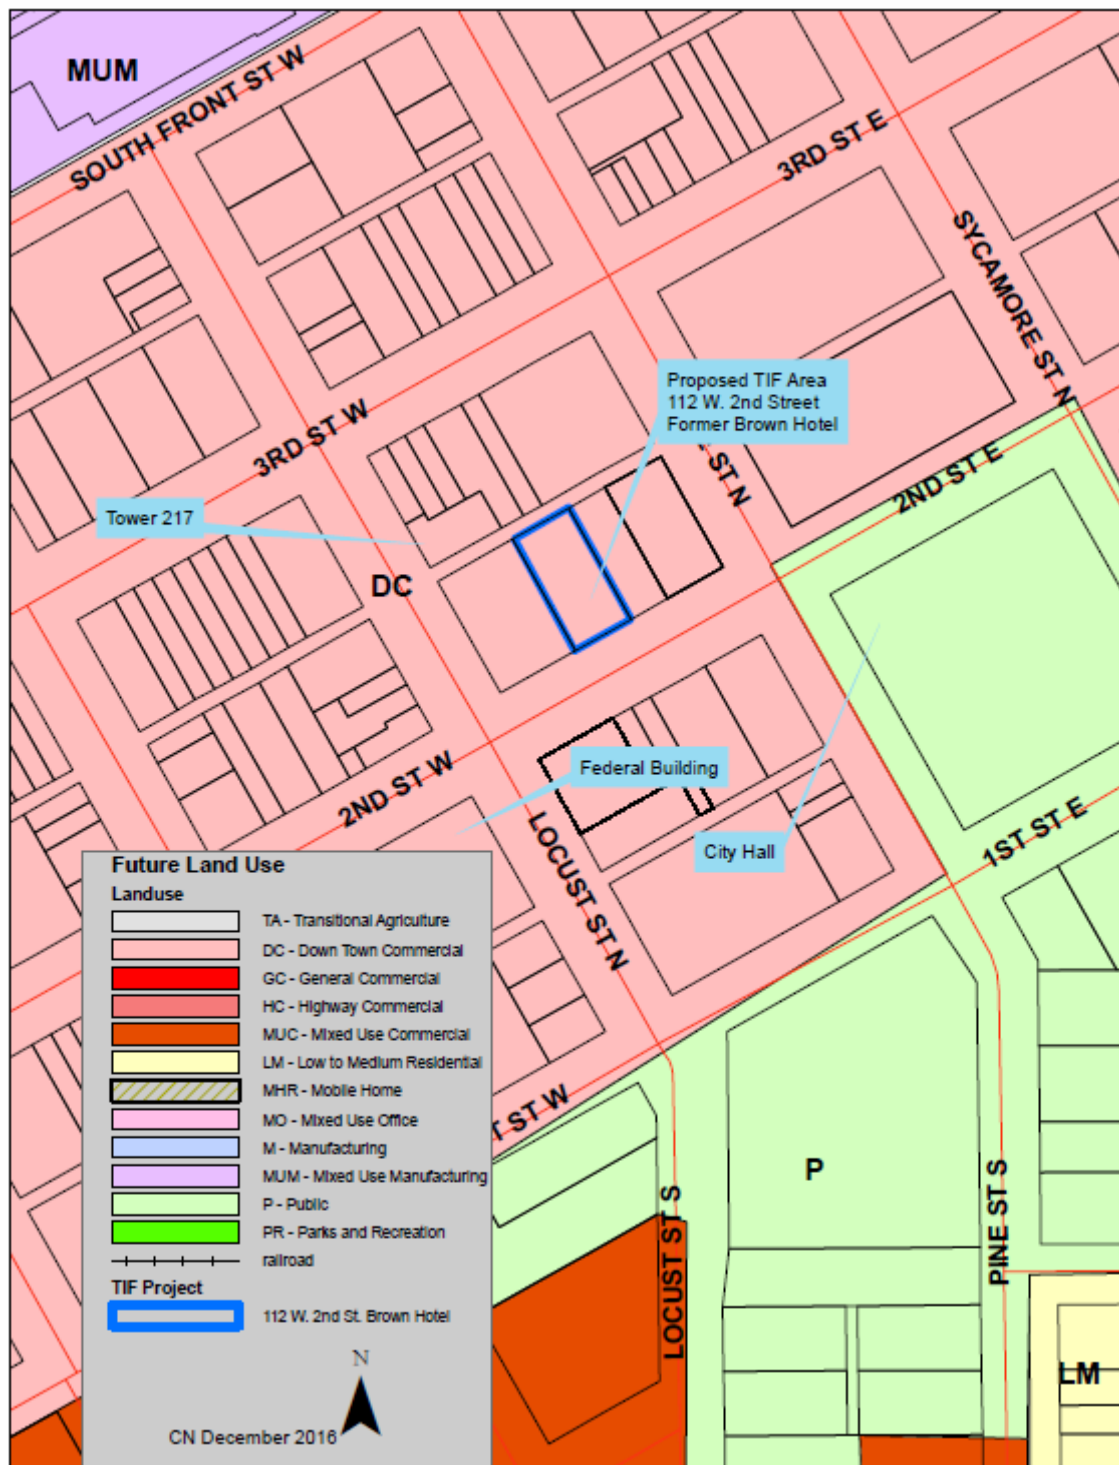 MUM
SOUTH FRONT ST W
3RD ST E
SYCAMORE ST N
Proposed TIF Area
112 W. 2nd Street
Former Brown Hotel
ST N
3RD ST W
2ND ST E
Tower 217
DC
2ND ST W
Federal Building
LOCUST ST N
City Hall
1ST ST E
T ST W
P
LOCUST ST S
PINE ST S
LM
Future Land Use
Landuse
TA - Transitional Agriculture
DC - Down Town Commercial
GC - General Commercial
HC - Highway Commercial
MUC - Mixed Use Commercial
LM - Low to Medium Residential
MHR - Mobile Home
MO - Mixed Use Office
M - Manufacturing
MUM - Mixed Use Manufacturing
P - Public
PR - Parks and Recreation
railroad
TIF Project
112 W. 2nd St. Brown Hotel
N
CN December 2016